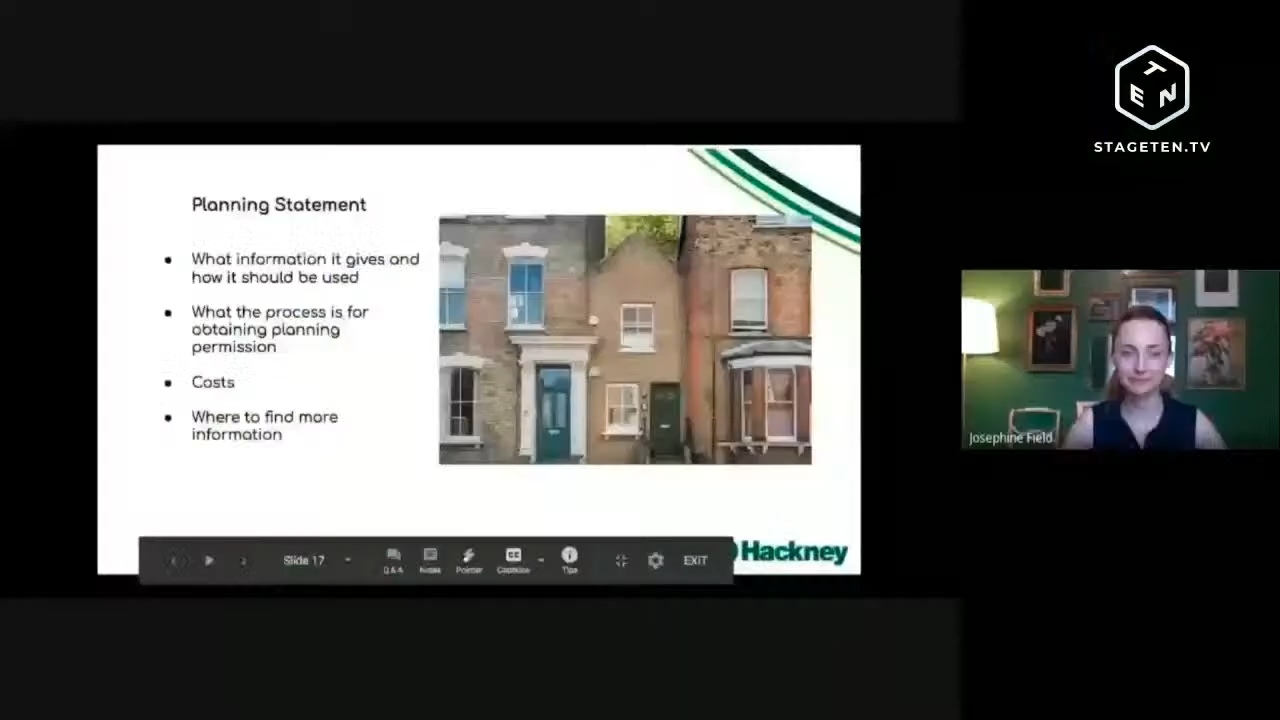 Planning Statement
What information it gives and
how it should be used
What the process is for
obtaining planning
permission
Costs
Where to find more
information
Slide 17
Q&A
Notes
Pointer
Captions
Tips
EXIT
Hackney
T
E N
STAGETEN.TV
Josephine Field